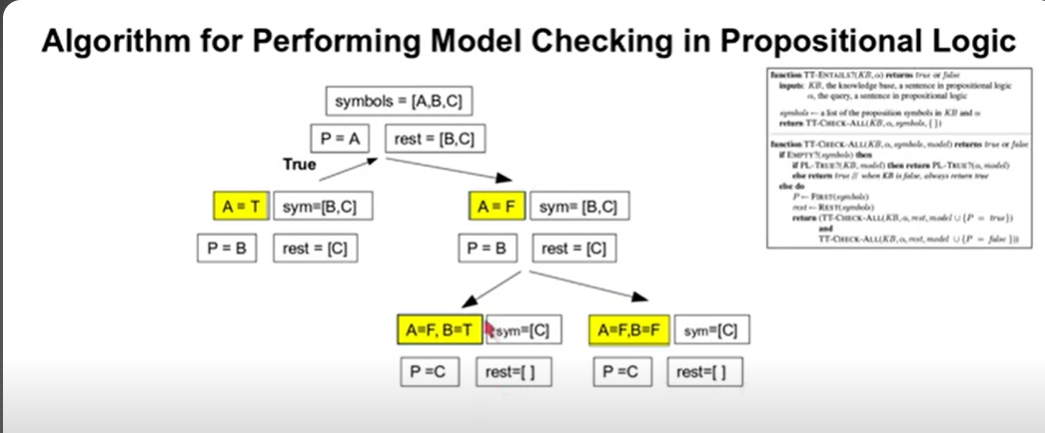 Algorithm for Performing Model Checking in Propositional Logic
symbols = [A,B,C]
P = A
rest = [B,C]
True
A = T
sym=[B,C]
A = F
sym= [B,C]
P = B
rest = [C]
P = B
rest = [C]
A=F, B=T
sym=[C]
A=F,B=F
sym=[C]
P =C
rest=[ ]
P =C
rest=[ ]
function TT-ENTAILS?(KB, α) returns true or false
inputs: KB, the knowledge base, a sentence in propositional logic
α, the query, a sentence in propositional logic
symbols ← a list of the proposition symbols in KB and α
return TT-CHECK-ALL(KB, α, symbols, { })
function TT-CHECK-ALL(KB, α, symbols, model) returns true or false
if EMPTY?(symbols) then
if PL-TRUE?(KB, model) then return PL-TRUE?(α, model)
else return true // when KB is false, always return true
else do
P ← FIRST(symbols)
rest ← REST(symbols)
return (TT-CHECK-ALL(KB, α, rest, model ∪ {P = true})
and
TT-CHECK-ALL(KB, α, rest, model ∪ {P = false }))